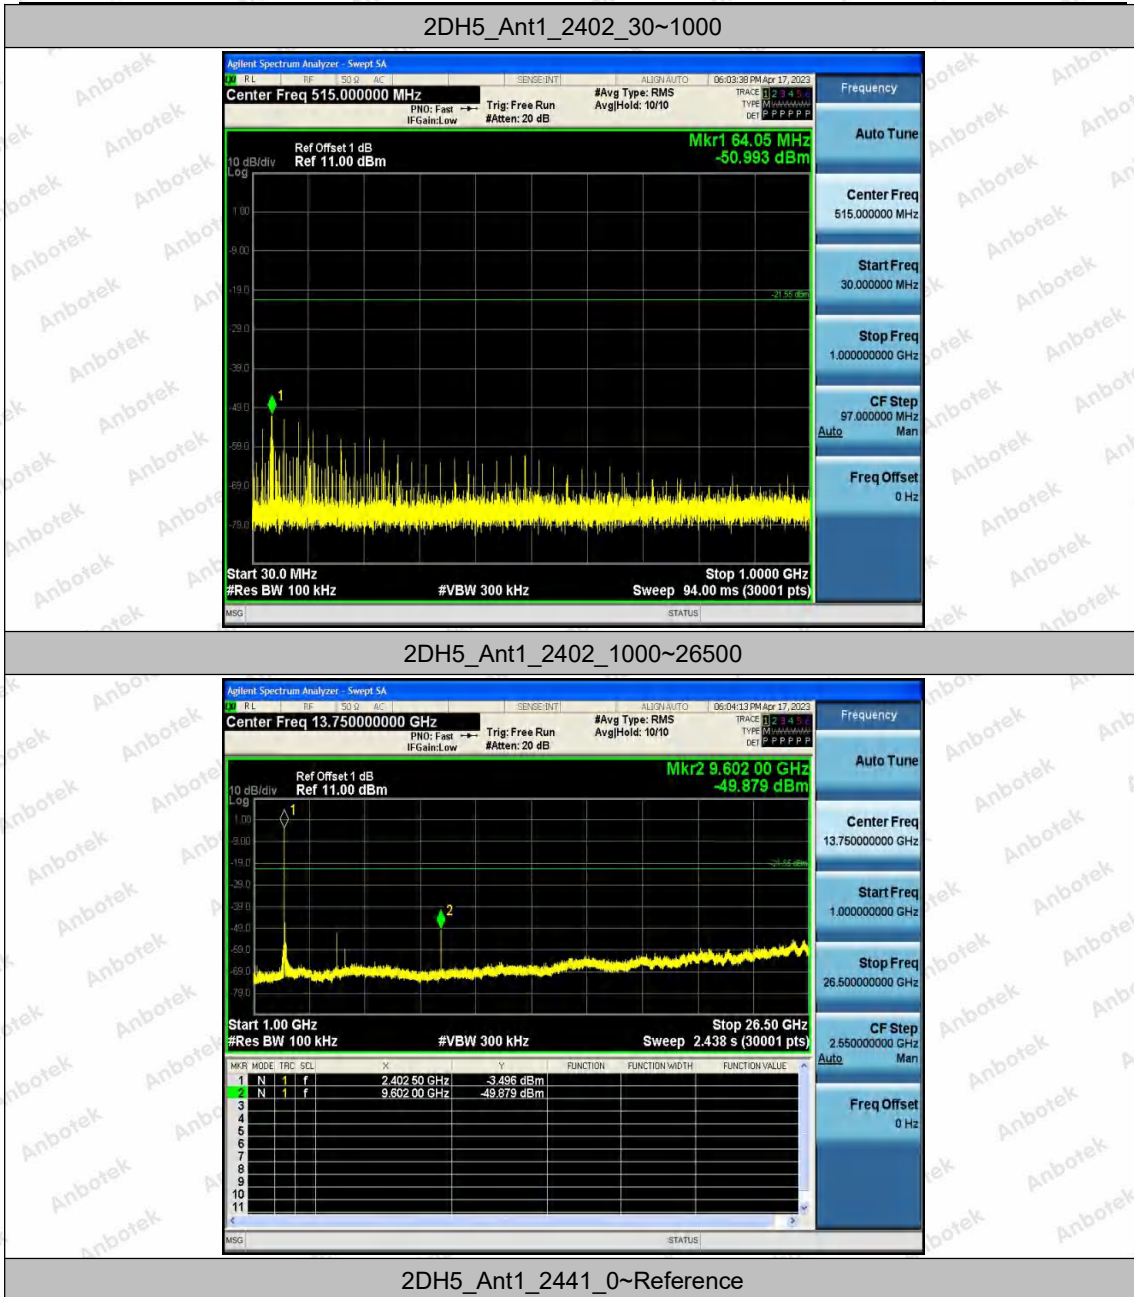 2DH5_Ant1_2402_30~1000
Agilent Spectrum Analyzer - Swept SA
RL RF 50 Ω AC SENSE:INT ALIGNAUTO 06:03:38 PM Apr 17, 2023
Center Freq 515.000000 MHz
PNO: Fast
IFGain:Low
Trig: Free Run
#Atten: 20 dB
#Avg Type: RMS
Avg|Hold: 10/10
TRACE 1 2 3 4 5 6
TYPE M
DET P P P P P P
Frequency
Mkr1 64.05 MHz
-50.993 dBm
Ref Offset 1 dB
10 dB/div Ref 11.00 dBm
Log
1.00
-9.00
-19.0
-21.55 dBm
-29.0
-39.0
-49.0
1
-59.0
-69.0
-79.0
Start 30.0 MHz Stop 1.0000 GHz
#Res BW 100 kHz #VBW 300 kHz Sweep 94.00 ms (30001 pts)
MSG STATUS
Auto Tune
Center Freq
515.000000 MHz
Start Freq
30.000000 MHz
Stop Freq
1.000000000 GHz
CF Step
97.000000 MHz
Auto Man
Freq Offset
0 Hz
2DH5_Ant1_2402_1000~26500
Agilent Spectrum Analyzer - Swept SA
RL RF 50 Ω AC SENSE:INT ALIGNAUTO 06:04:13 PM Apr 17, 2023
Center Freq 13.750000000 GHz
PNO: Fast
IFGain:Low
Trig: Free Run
#Atten: 20 dB
#Avg Type: RMS
Avg|Hold: 10/10
TRACE 1 2 3 4 5 6
TYPE M
DET P P P P P P
Frequency
Mkr2 9.602 00 GHz
-49.879 dBm
Ref Offset 1 dB
10 dB/div Ref 11.00 dBm
Log
1
1.00
-9.00
-19.0
-21.55 dBm
-29.0
-39.0
2
-49.0
-59.0
-69.0
-79.0
Start 1.00 GHz Stop 26.50 GHz
#Res BW 100 kHz #VBW 300 kHz Sweep 2.438 s (30001 pts)
MKR MODE TRC SCL X Y FUNCTION FUNCTION WIDTH FUNCTION VALUE
1 N 1 f 2.402 50 GHz -3.496 dBm
2 N 1 f 9.602 00 GHz -49.879 dBm
3
4
5
6
7
8
9
10
11
MSG STATUS
Auto Tune
Center Freq
13.750000000 GHz
Start Freq
1.000000000 GHz
Stop Freq
26.500000000 GHz
CF Step
2.550000000 GHz
Auto Man
Freq Offset
0 Hz
2DH5_Ant1_2441_0~Reference